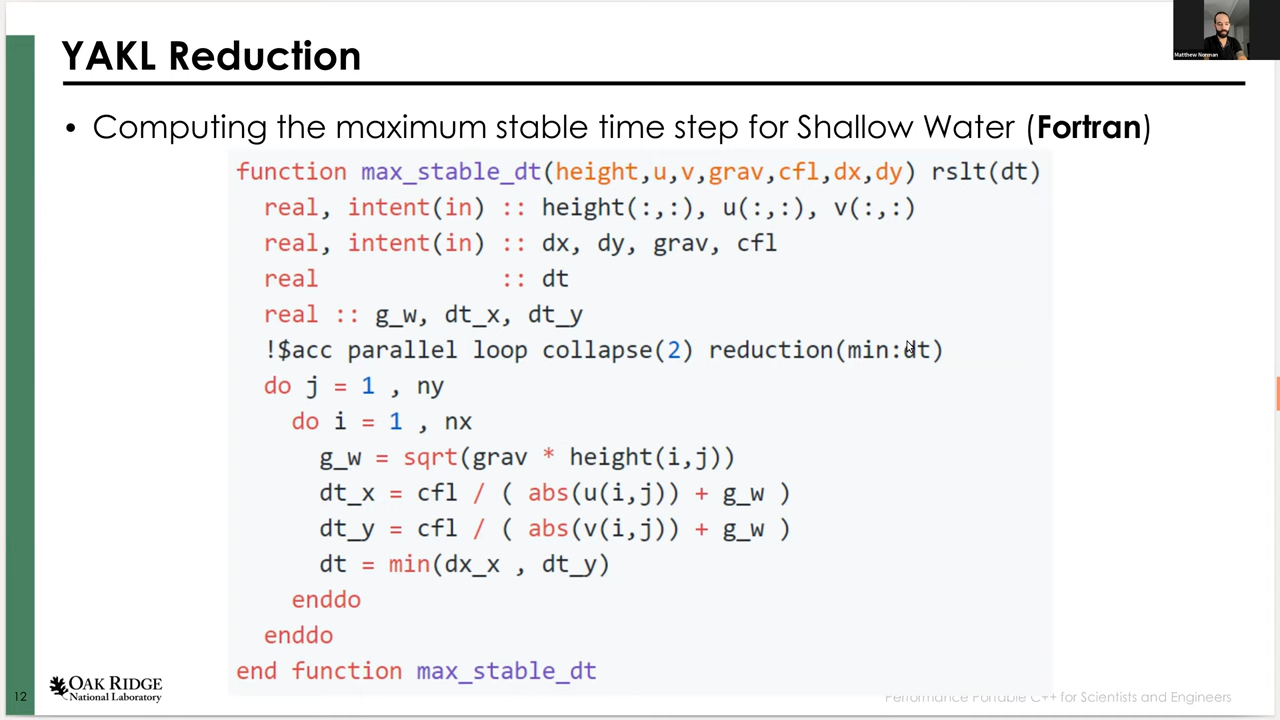 YAKL Reduction
Matthew Norman
• Computing the maximum stable time step for Shallow Water (Fortran)
function max_stable_dt(height,u,v,grav,cfl,dx,dy) rslt(dt)
  real, intent(in) :: height(:,:), u(:,:), v(:,:)
  real, intent(in) :: dx, dy, grav, cfl
  real             :: dt
  real :: g_w, dt_x, dt_y
  !$acc parallel loop collapse(2) reduction(min:dt)
  do j = 1 , ny
    do i = 1 , nx
      g_w = sqrt(grav * height(i,j))
      dt_x = cfl / ( abs(u(i,j)) + g_w )
      dt_y = cfl / ( abs(v(i,j)) + g_w )
      dt = min(dx_x , dt_y)
    enddo
  enddo
end function max_stable_dt
12
OAK RIDGE
National Laboratory
Performance Portable C++ for Scientists and Engineers